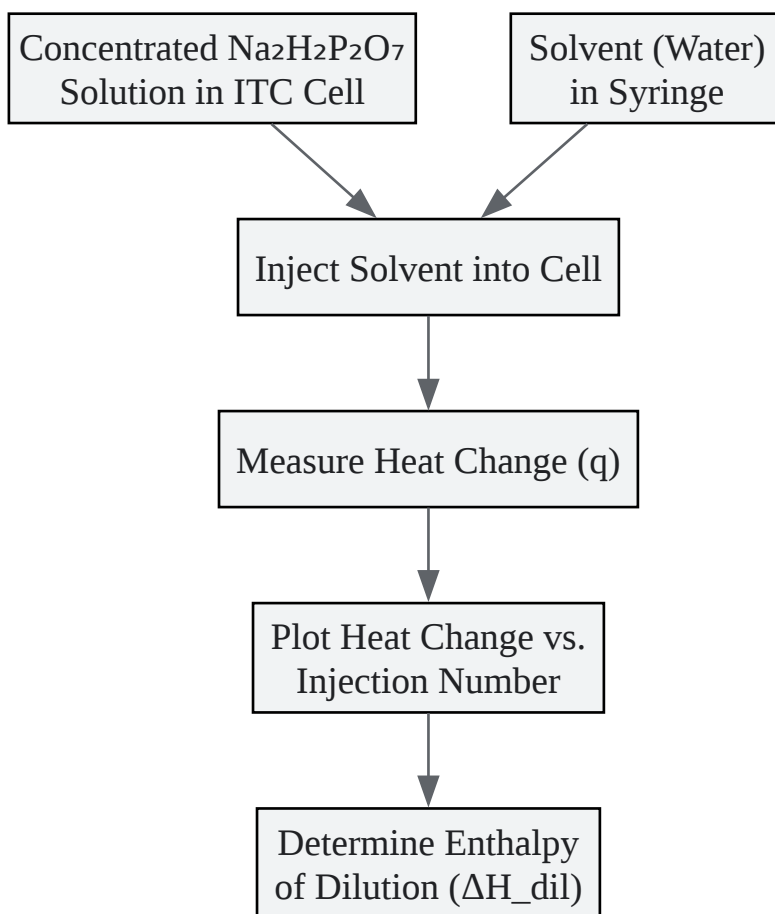 Concentrated Na₂H₂P₂O₇
Solution in ITC Cell
Solvent (Water)
in Syringe
Inject Solvent into Cell
Measure Heat Change (q)
Plot Heat Change vs.
Injection Number
Determine Enthalpy
of Dilution (ΔH_dil)